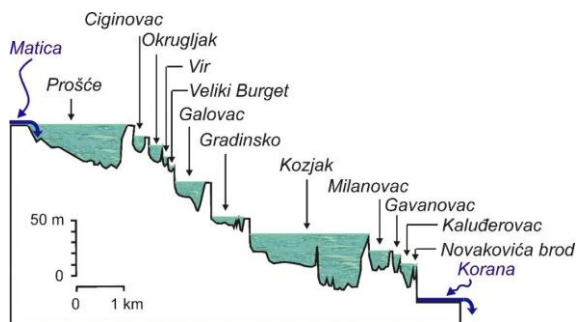 Ciginovac
Okrugljak
Matica
Vir
Prošće
Veliki Burget
Galovac
Gradinsko
Kozjak
Milanovac
Gavanovac
Kaluđerovac
Novakovića brod
Korana
50 m
0
0 1 km